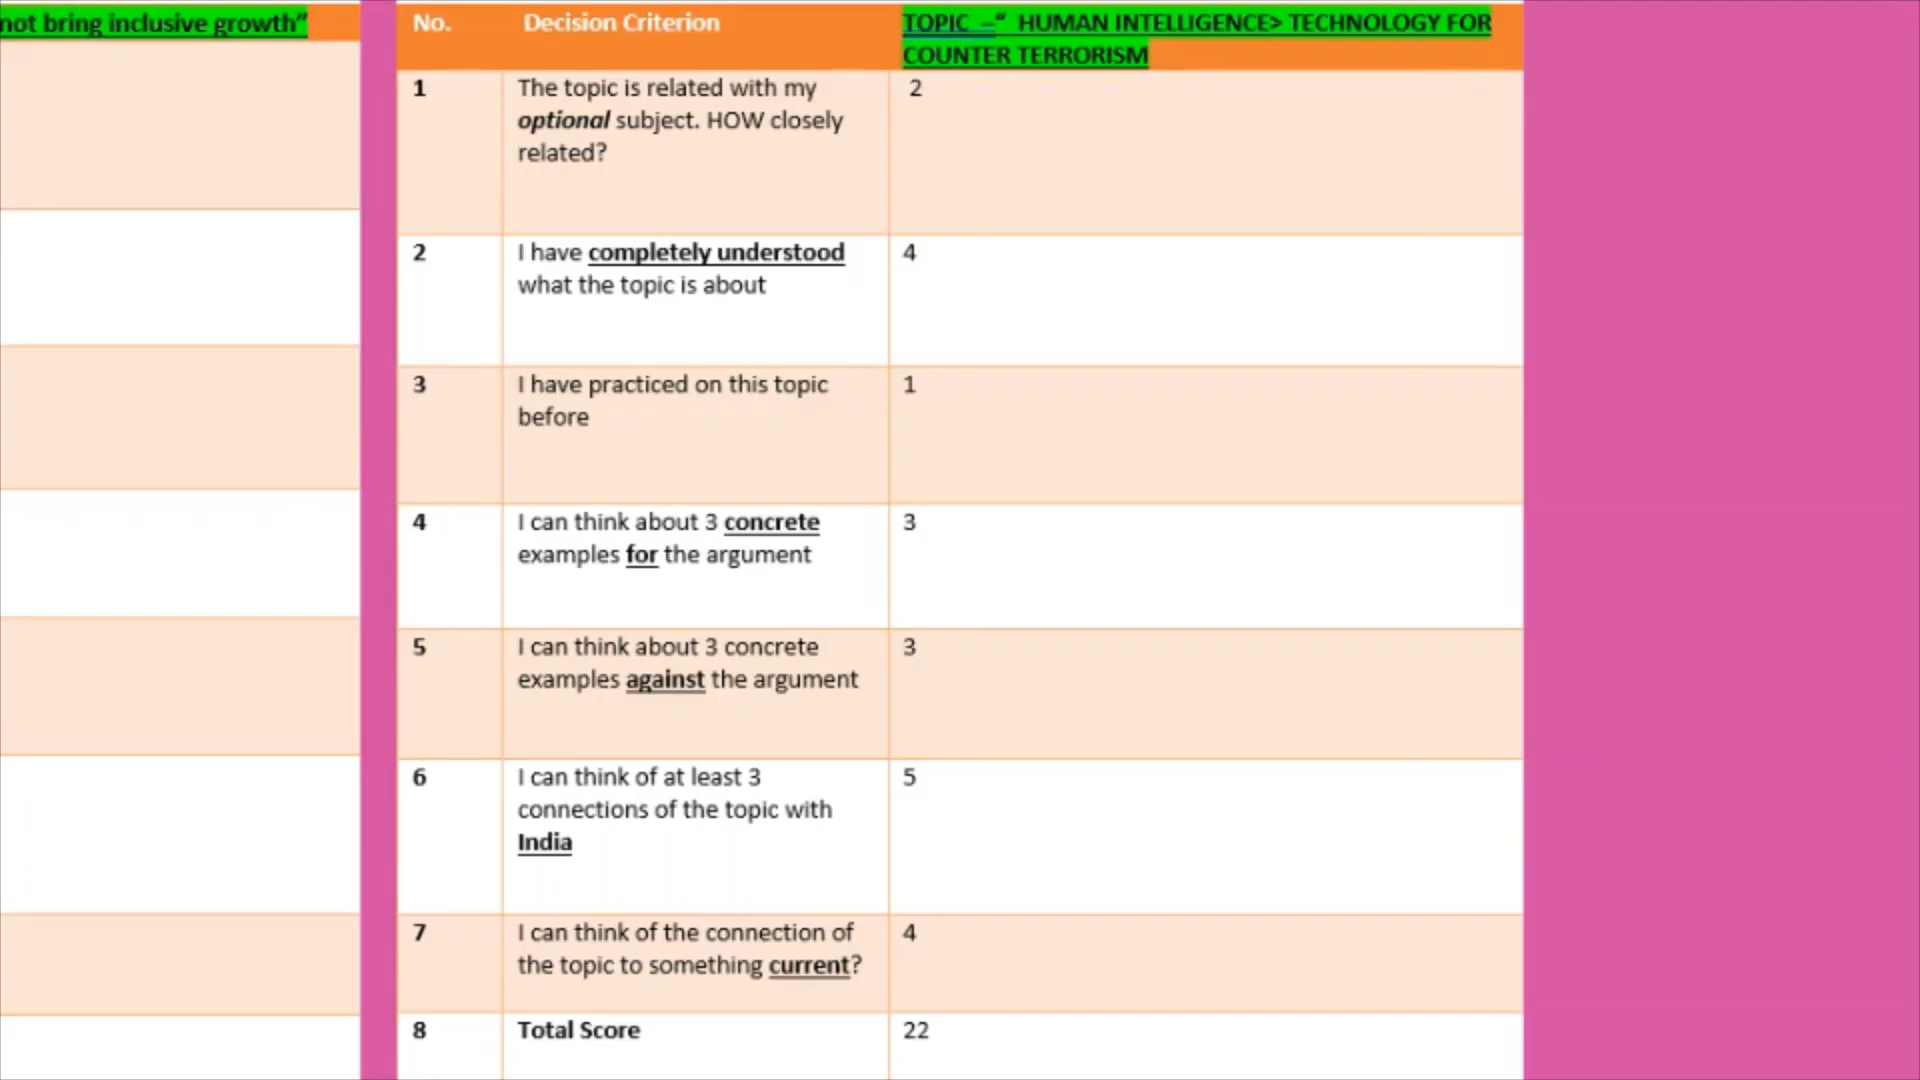 not bring inclusive growth”
No. Decision Criterion TOPIC –“ HUMAN INTELLIGENCE> TECHNOLOGY FOR
COUNTER TERRORISM
1 The topic is related with my 2
optional subject. HOW closely
related?
2 I have completely understood 4
what the topic is about
3 I have practiced on this topic 1
before
4 I can think about 3 concrete 3
examples for the argument
5 I can think about 3 concrete 3
examples against the argument
6 I can think of at least 3 5
connections of the topic with
India
7 I can think of the connection of 4
the topic to something current?
8 Total Score 22